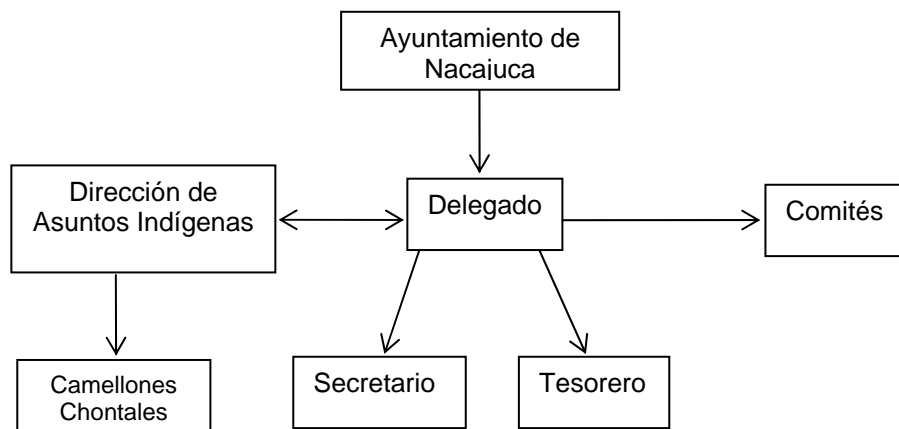 Ayuntamiento de
Nacajuca
Dirección de
Asuntos Indígenas
Delegado
Comités
Camellones
Chontales
Secretario
Tesorero